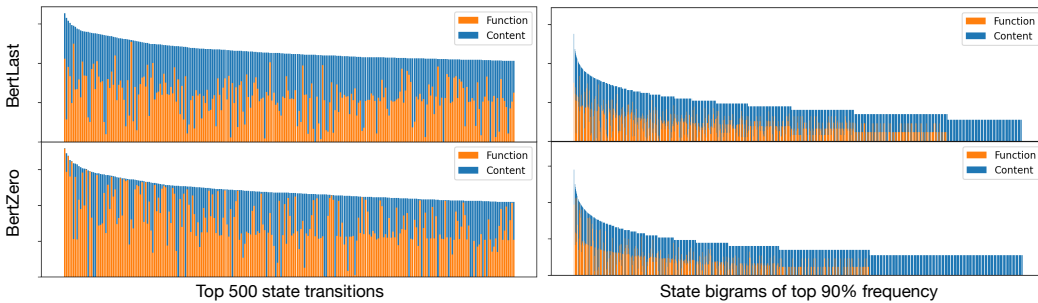 BertLast
Function
Content
Function
Content
BertZero
Function
Content
Function
Content
Top 500 state transitions
State bigrams of top 90% frequency